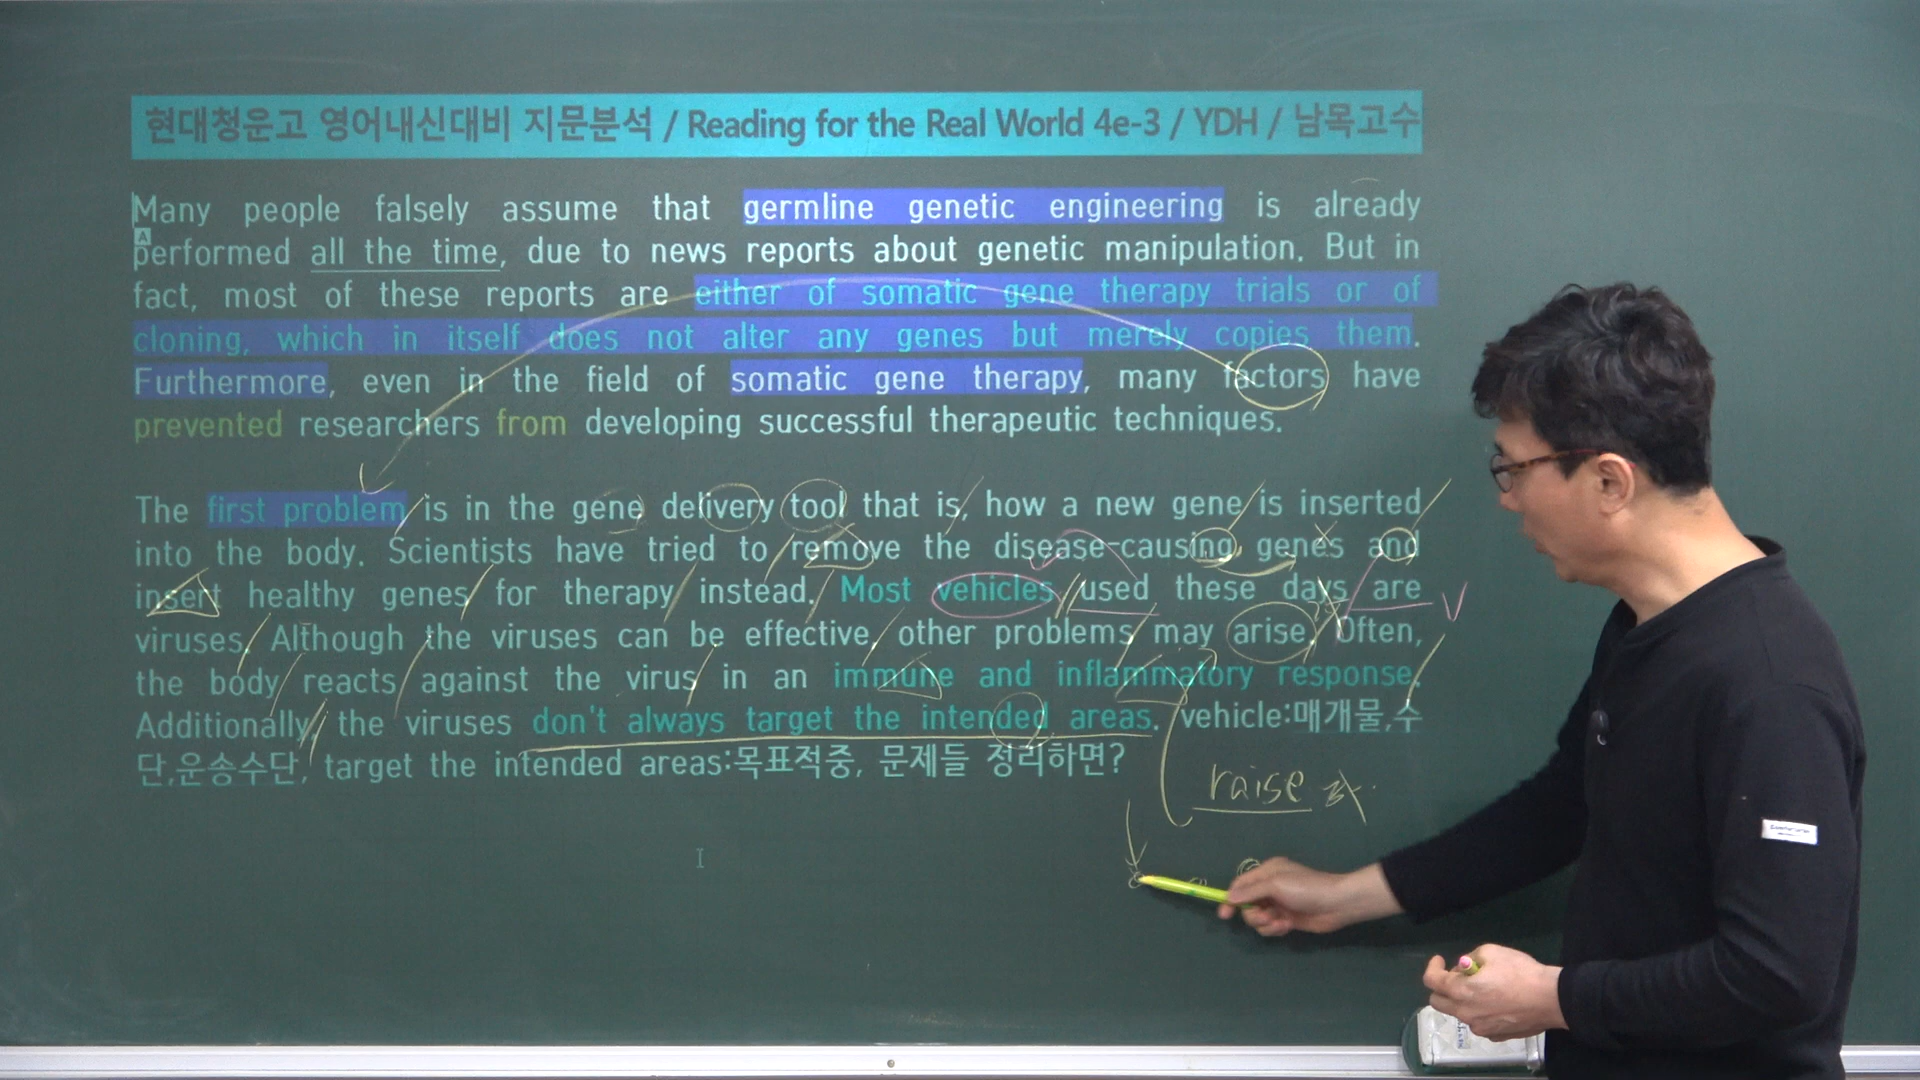 현대청운고 영어내신대비 지문분석 / Reading for the Real World 4e-3 / YDH / 남목고수
Many people falsely assume that germline genetic engineering is already
performed all the time, due to news reports about genetic manipulation. But in
fact, most of these reports are either of somatic gene therapy trials or of
cloning, which in itself does not alter any genes but merely copies them.
Furthermore, even in the field of somatic gene therapy, many factors have
prevented researchers from developing successful therapeutic techniques.
The first problem is in the gene delivery tool that is, how a new gene is inserted
into the body. Scientists have tried to remove the disease-causing genes and
insert healthy genes for therapy instead. Most vehicles used these days are
viruses. Although the viruses can be effective, other problems may arise. Often,
the body reacts against the virus in an immune and inflammatory response.
Additionally, the viruses don't always target the intended areas. vehicle:매개물,수
단,운송수단, target the intended areas:목표적중, 문제들 정리하면?
raise